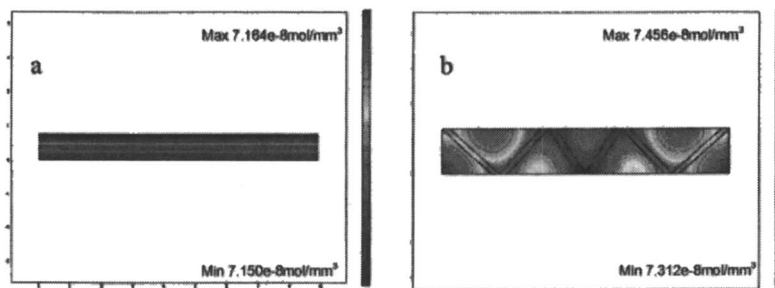 Max 7.164e-8mol/mm³
a
Min 7.150e-8mol/mm³
Max 7.456e-8mol/mm³
b
Min 7.312e-8mol/mm³